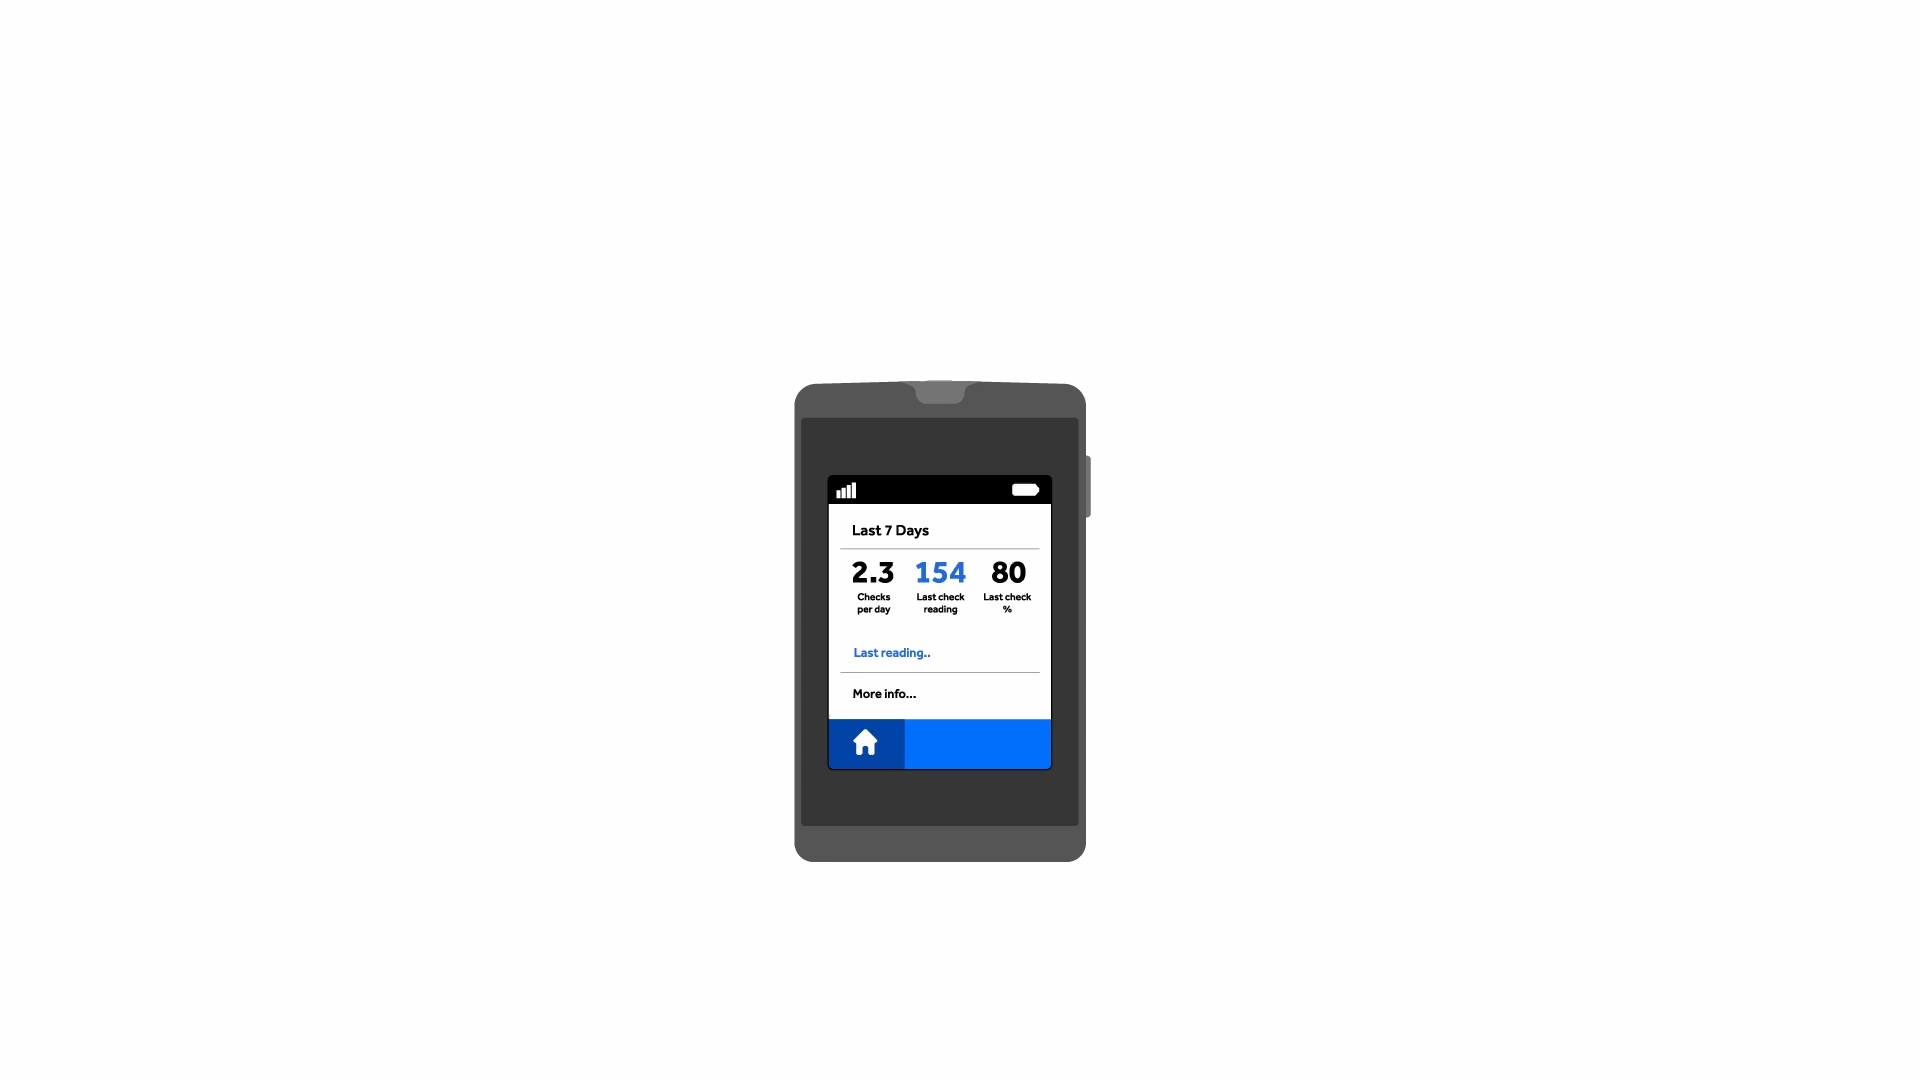 Last 7 Days
2.3 154 80
Checks Last check Last check
per day reading %
Last reading..
More info...